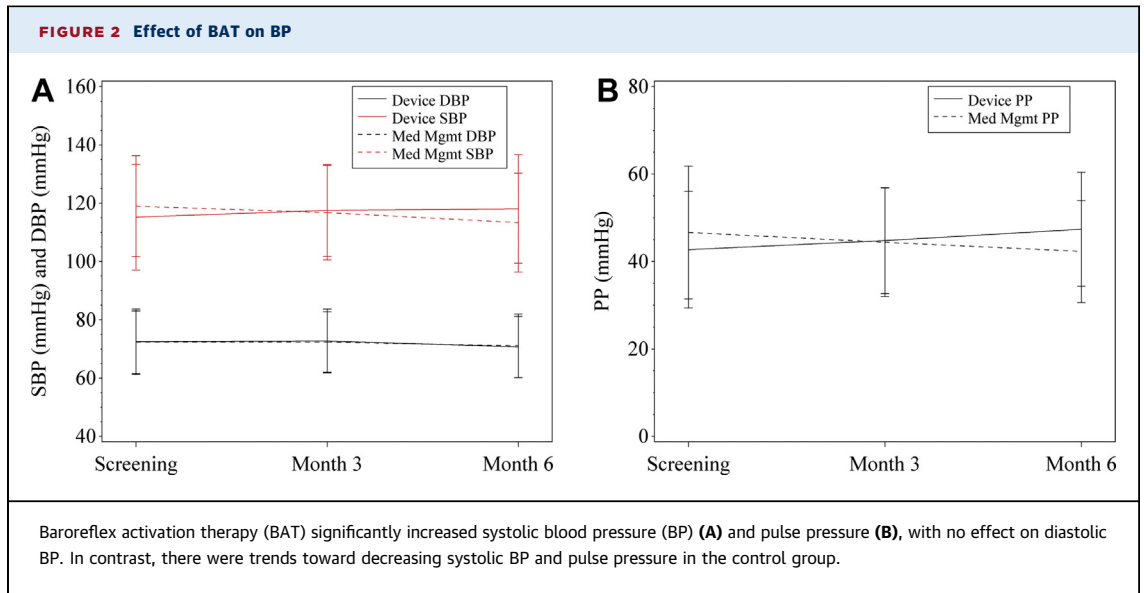 FIGURE 2 Effect of BAT on BP
A
SBP (mmHg) and DBP (mmHg)
160
140
120
100
80
60
40
Device DBP
Device SBP
Med Mgmt DBP
Med Mgmt SBP
Screening Month 3 Month 6
B
PP (mmHg)
80
60
40
20
0
Device PP
Med Mgmt PP
Screening Month 3 Month 6
Baroreflex activation therapy (BAT) significantly increased systolic blood pressure (BP) (A) and pulse pressure (B), with no effect on diastolic
BP. In contrast, there were trends toward decreasing systolic BP and pulse pressure in the control group.